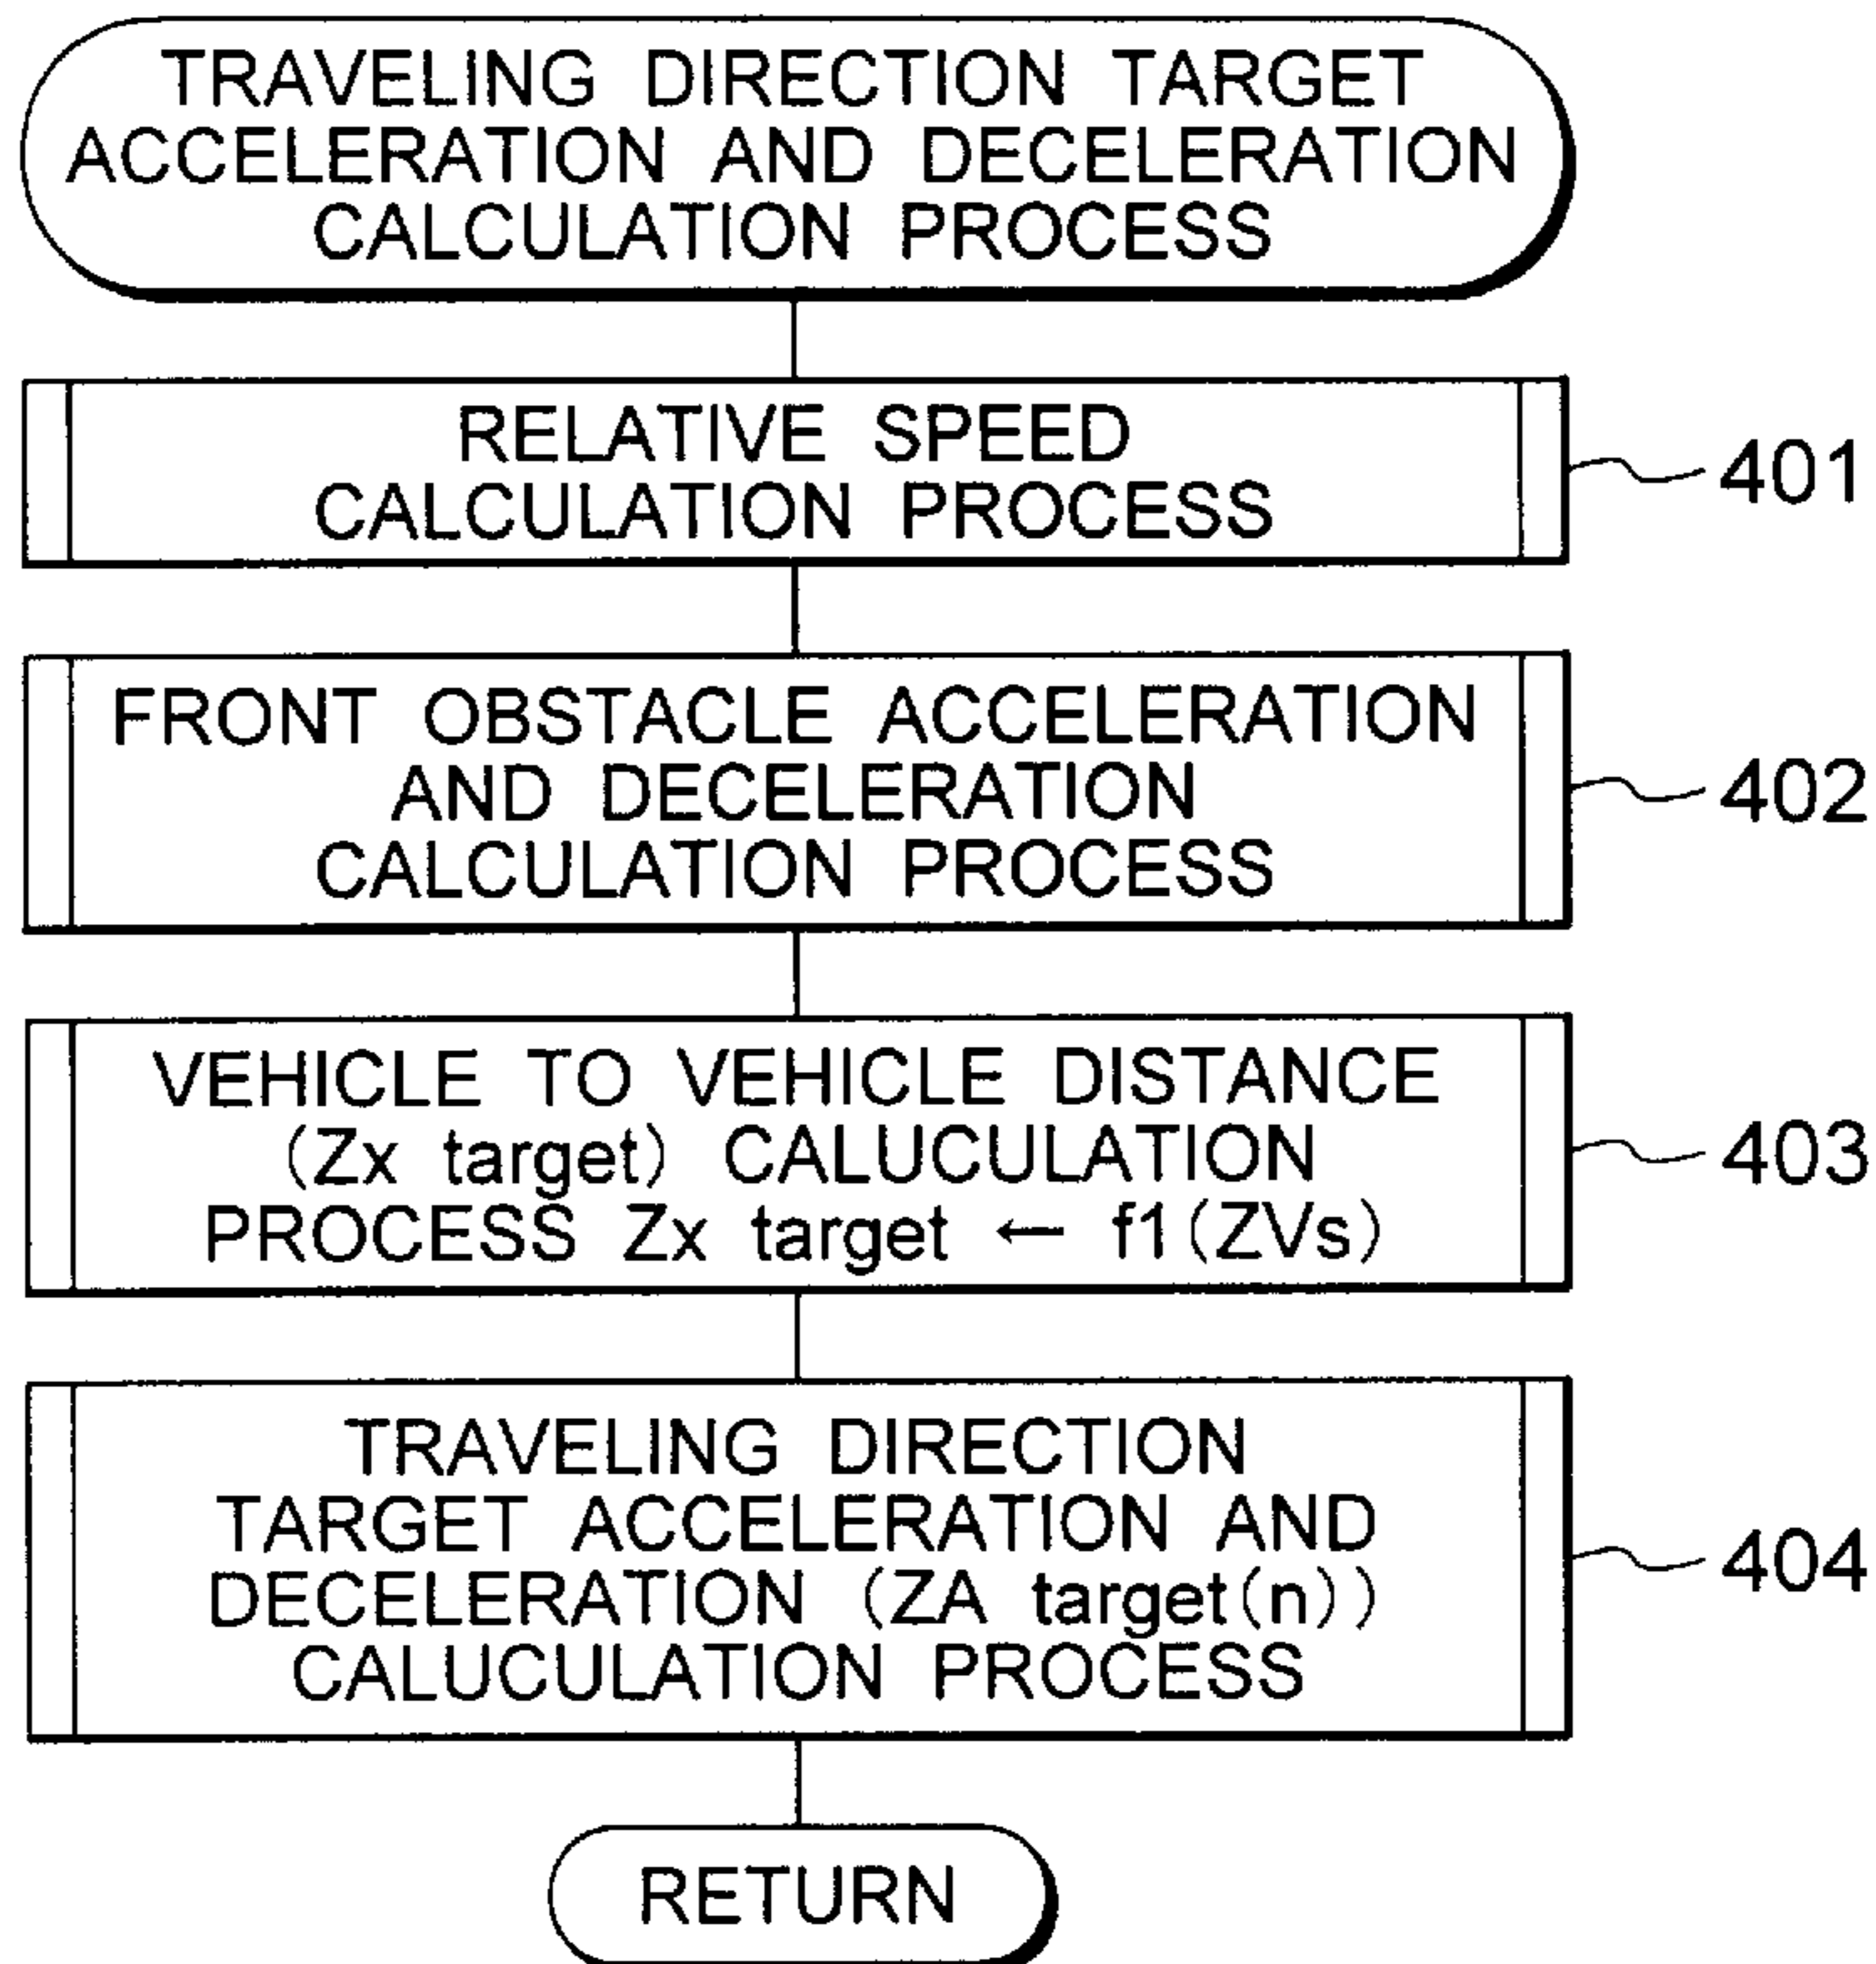 TRAVELING DIRECTION TARGET
ACCELERATION AND DECELERATION
CALCULATION PROCESS
RELATIVE SPEED
CALCULATION PROCESS
401
FRONT OBSTACLE ACCELERATION
AND DECELERATION
CALCULATION PROCESS
402
VEHICLE TO VEHICLE DISTANCE
(Zx target) CALUCULATION
PROCESS Zx target ← f1(ZVs)
403
TRAVELING DIRECTION
TARGET ACCELERATION AND
DECELERATION (ZA target(n))
CALUCULATION PROCESS
404
RETURN